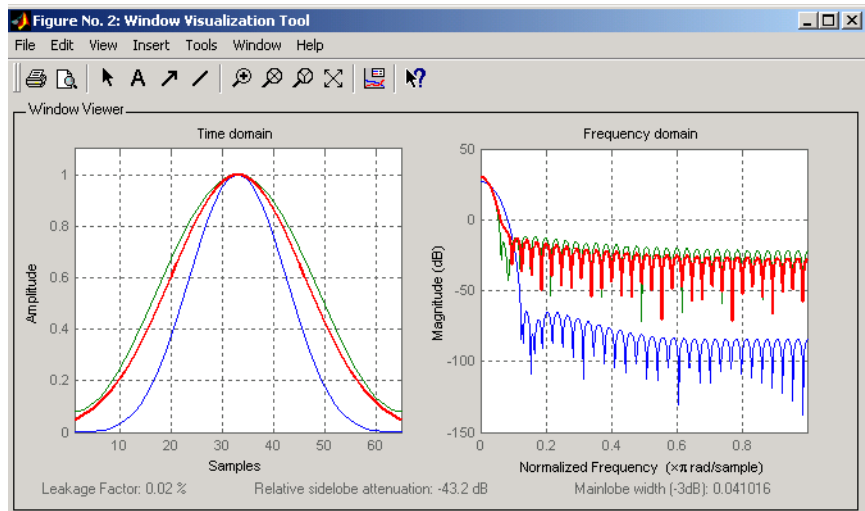 Figure No. 2: Window Visualization Tool
File Edit View Insert Tools Window Help
A
Window Viewer
Time domain
Frequency domain
1
0.8
0.6
0.4
0.2
0
Amplitude
10 20 30 40 50 60
Samples
50
0
-50
-100
-150
Magnitude (dB)
0 0.2 0.4 0.6 0.8
Normalized Frequency (×π rad/sample)
Leakage Factor: 0.02 % Relative sidelobe attenuation: -43.2 dB Mainlobe width (-3dB): 0.041016